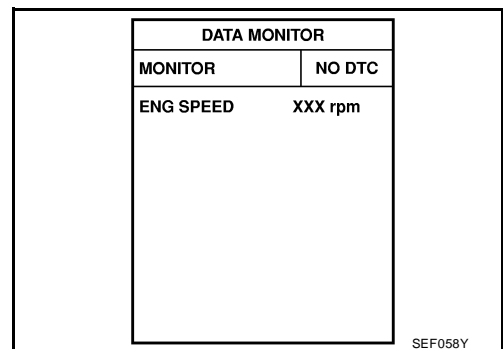 DATA MONITOR
MONITOR NO DTC
ENG SPEED XXX rpm
SEF058Y